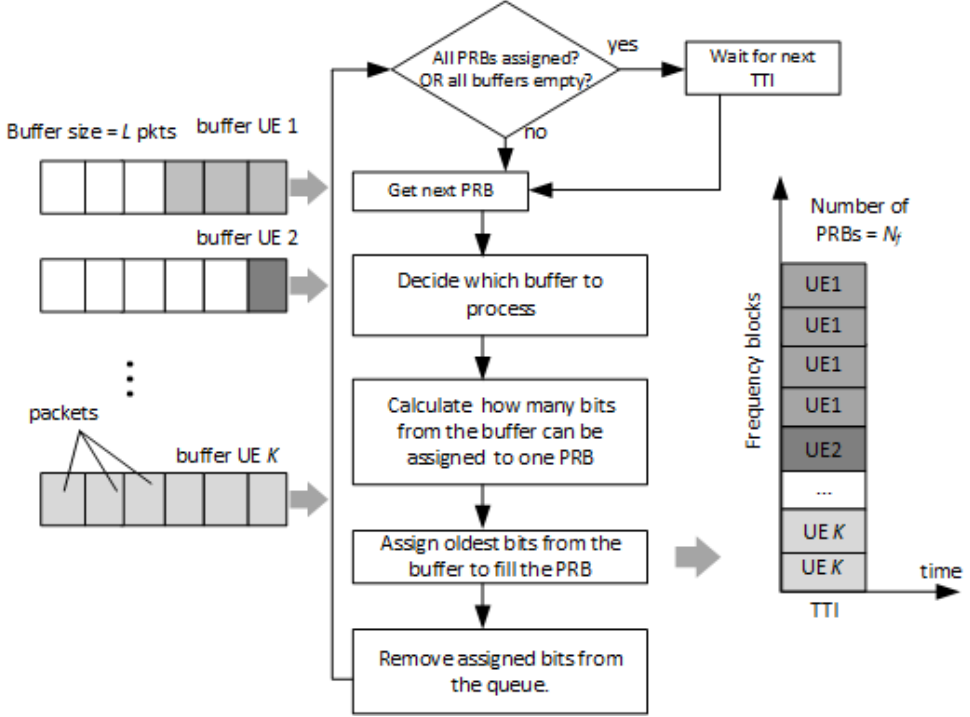 All PRBs assigned?
OR all buffers empty?
yes
Wait for next
TTI
no
Buffer size = L pkts
buffer UE 1
Get next PRB
buffer UE 2
Decide which buffer to
process
packets
buffer UE K
Calculate how many bits
from the buffer can be
assigned to one PRB
Assign oldest bits from the
buffer to fill the PRB
Remove assigned bits from
the queue.
Number of
PRBs = Nf
Frequency blocks
UE1
UE1
UE1
UE1
UE2
...
UE K
UE K
time
TTI